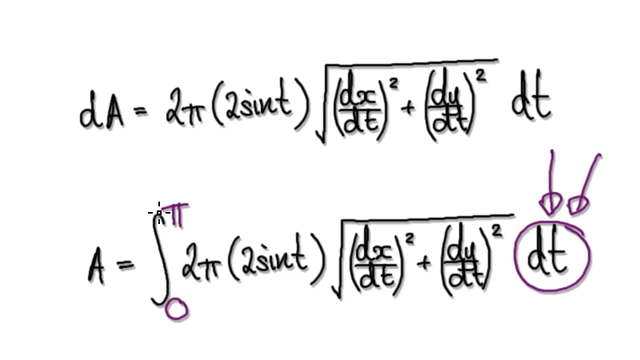 dA = 2π(2sint)√((dx/dt)² + (dy/dt)²) dt
A = ∫₀^π 2π(2sint)√((dx/dt)² + (dy/dt)²) dt